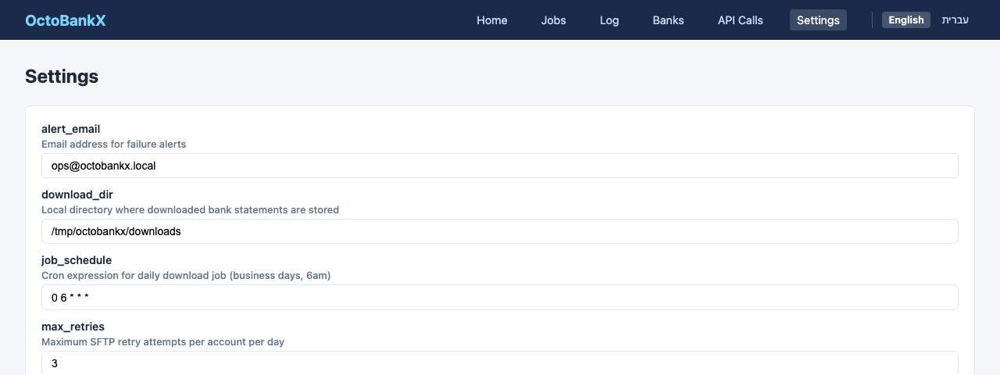 OctoBankX
Home
Jobs
Log
Banks
API Calls
Settings
English
עברית
Settings
alert_email
Email address for failure alerts
ops@octobankx.local
download_dir
Local directory where downloaded bank statements are stored
/tmp/octobankx/downloads
job_schedule
Cron expression for daily download job (business days, 6am)
0 6 * * *
max_retries
Maximum SFTP retry attempts per account per day
3